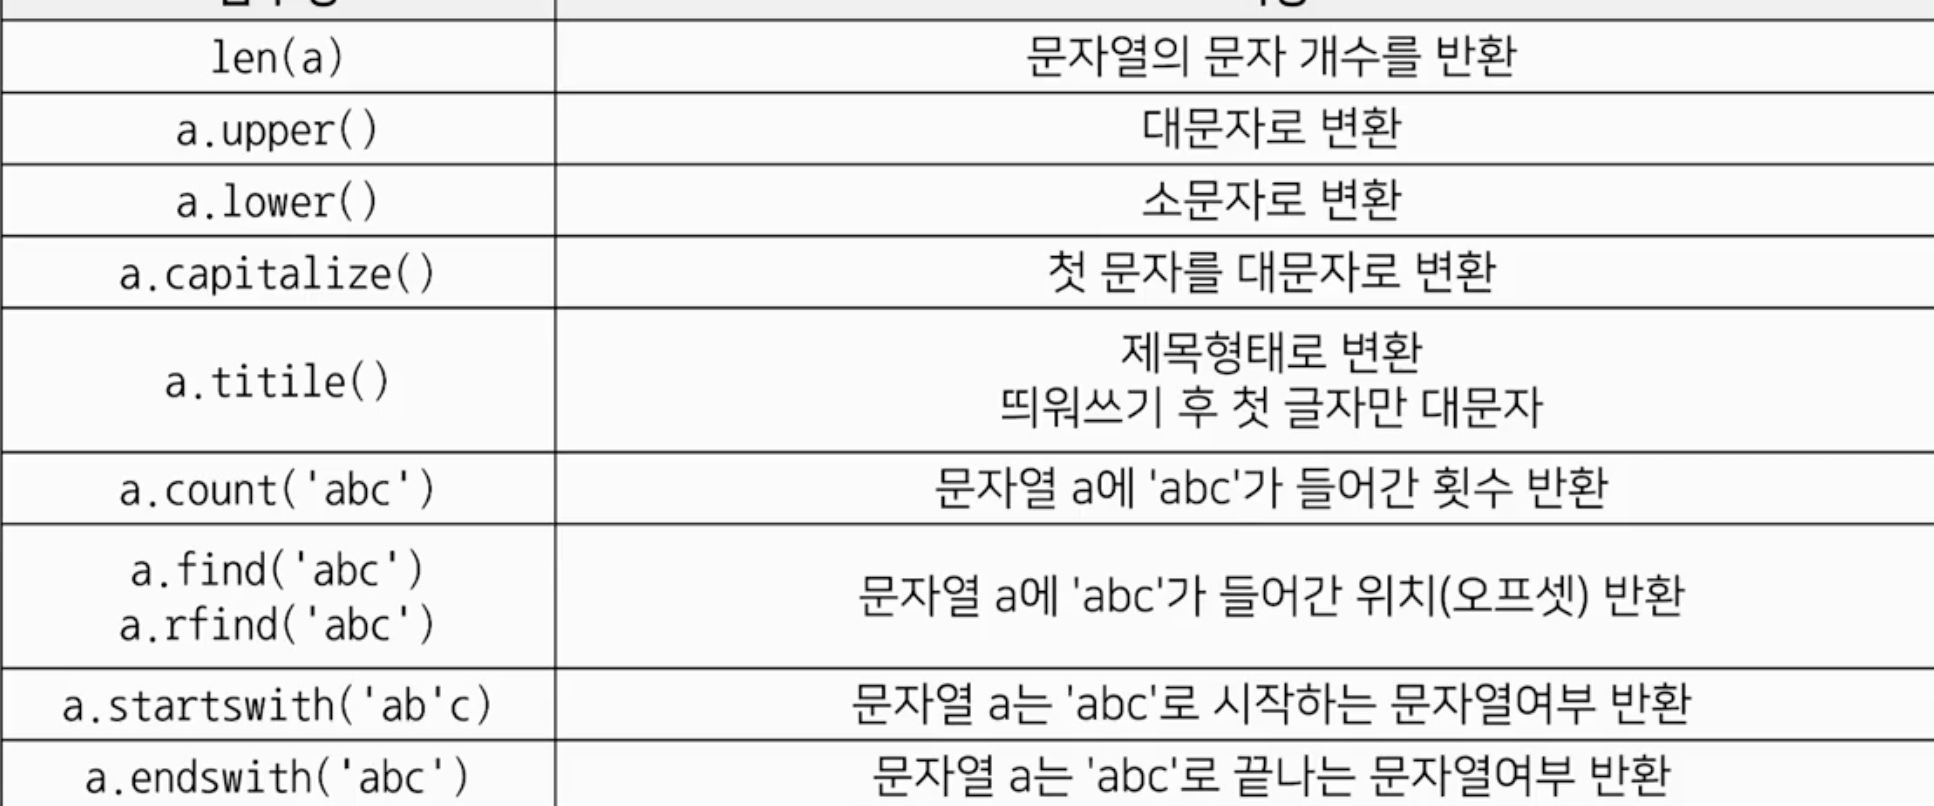 len(a)
문자열의 문자 개수를 반환
a.upper()
대문자로 변환
a.lower()
소문자로 변환
a.capitalize()
첫 문자를 대문자로 변환
a.titile()
제목형태로 변환
띄워쓰기 후 첫 글자만 대문자
a.count('abc')
문자열 a에 'abc'가 들어간 횟수 반환
a.find('abc')
a.rfind('abc')
문자열 a에 'abc'가 들어간 위치(오프셋) 반환
a.startswith('ab'c)
문자열 a는 'abc'로 시작하는 문자열여부 반환
a.endswith('abc')
문자열 a는 'abc'로 끝나는 문자열여부 반환